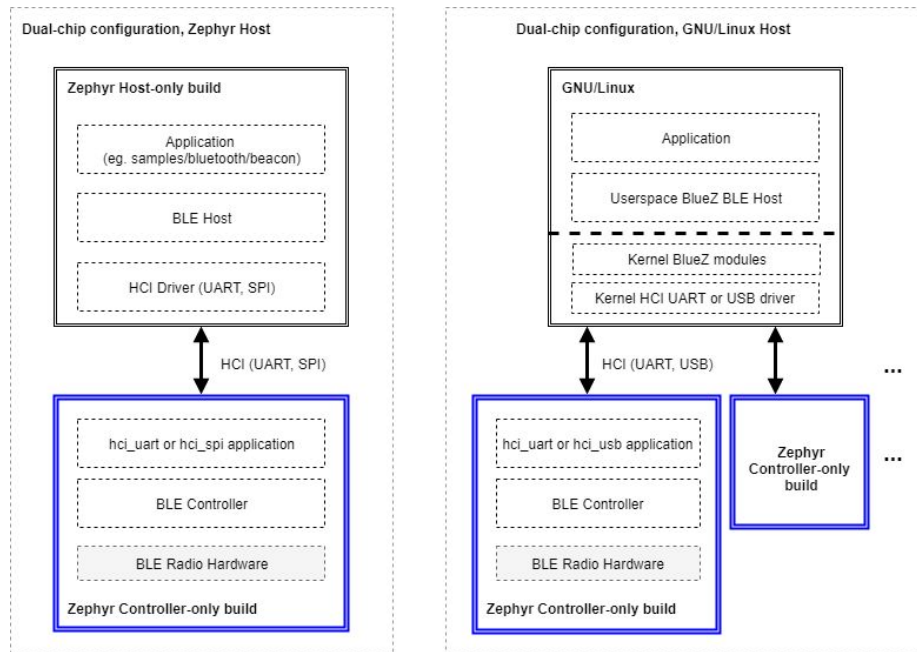 Dual-chip configuration, Zephyr Host
Zephyr Host-only build
Application
(eg. samples/bluetooth/beacon)
BLE Host
HCI Driver (UART, SPI)
HCI (UART, SPI)
hci_uart or hci_spi application
BLE Controller
BLE Radio Hardware
Zephyr Controller-only build
Dual-chip configuration, GNU/Linux Host
GNU/Linux
Application
Userspace BlueZ BLE Host
Kernel BlueZ modules
Kernel HCI UART or USB driver
HCI (UART, USB)
...
hci_uart or hci_usb application
BLE Controller
BLE Radio Hardware
Zephyr Controller-only build
Zephyr
Controller-only
build
...